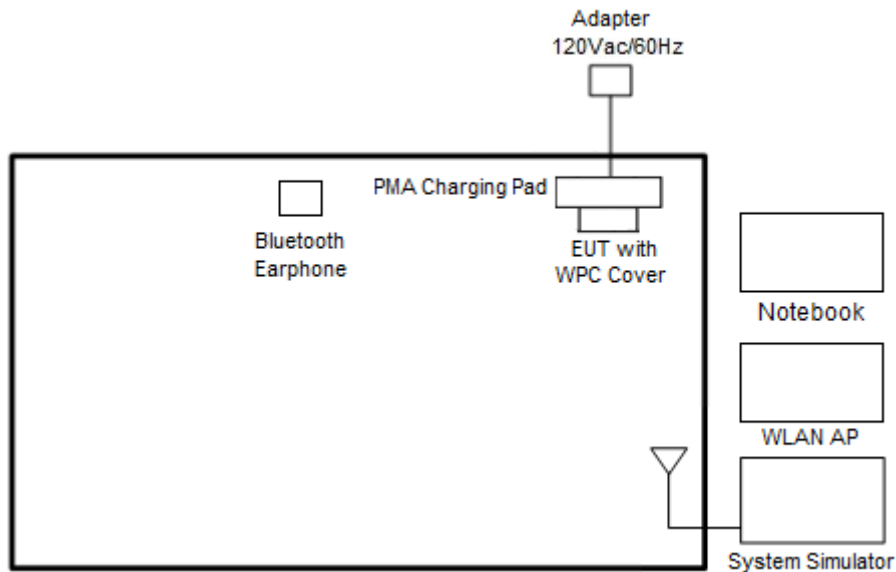 Adapter
120Vac/60Hz
PMA Charging Pad
Bluetooth
Earphone
EUT with
WPC Cover
Notebook
WLAN AP
System Simulator